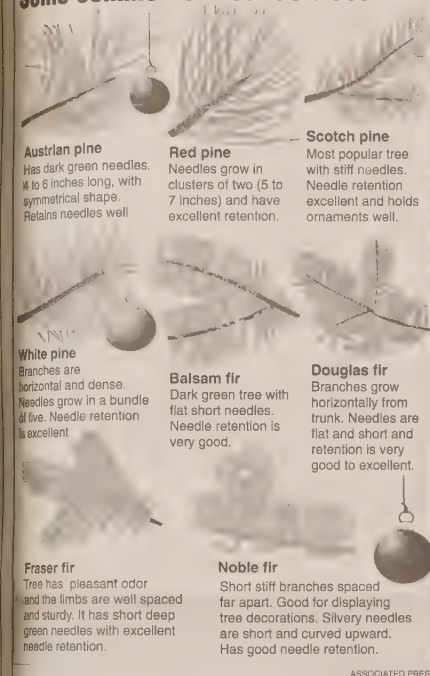 Austrian pine
Has dark green needles.
4 to 6 inches long, with
symmetrical shape.
Retains needles well
Red pine
Needles grow in
clusters of two (5 to
7 inches) and have
excellent retention.
Scotch pine
Most popular tree
with stiff needles.
Needle retention
excellent and holds
ornaments well.
White pine
Branches are
horizontal and dense.
Needles grow in a bundle
of five. Needle retention
is excellent
Balsam fir
Dark green tree with
flat short needles.
Needle retention is
very good.
Douglas fir
Branches grow
horizontally from
trunk. Needles are
flat and short and
retention is very
good to excellent.
Fraser fir
Tree has pleasant odor
and the limbs are well spaced
and sturdy. It has short deep
green needles with excellent
needle retention.
Noble fir
Short stiff branches spaced
far apart. Good for displaying
tree decorations. Silvery needles
are short and curved upward.
Has good needle retention.
ASSOCIATED PRES